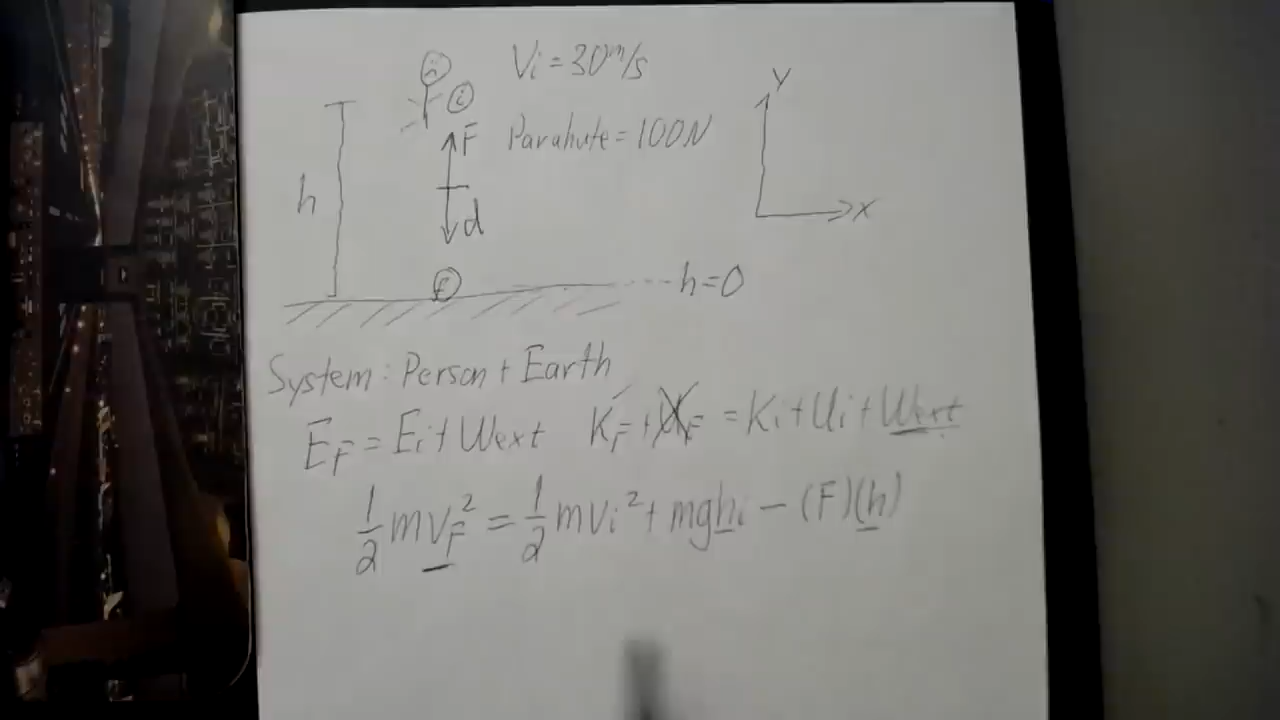 Vi = 30 m/s
Y
i
F
Parahute = 100N
h
d
X
F
h=0
System: Person + Earth
EF = Ei + Wext KF + UF = Ki + Ui + Wext
1/2 mvF² = 1/2 mvi² + mghi − (F)(h)